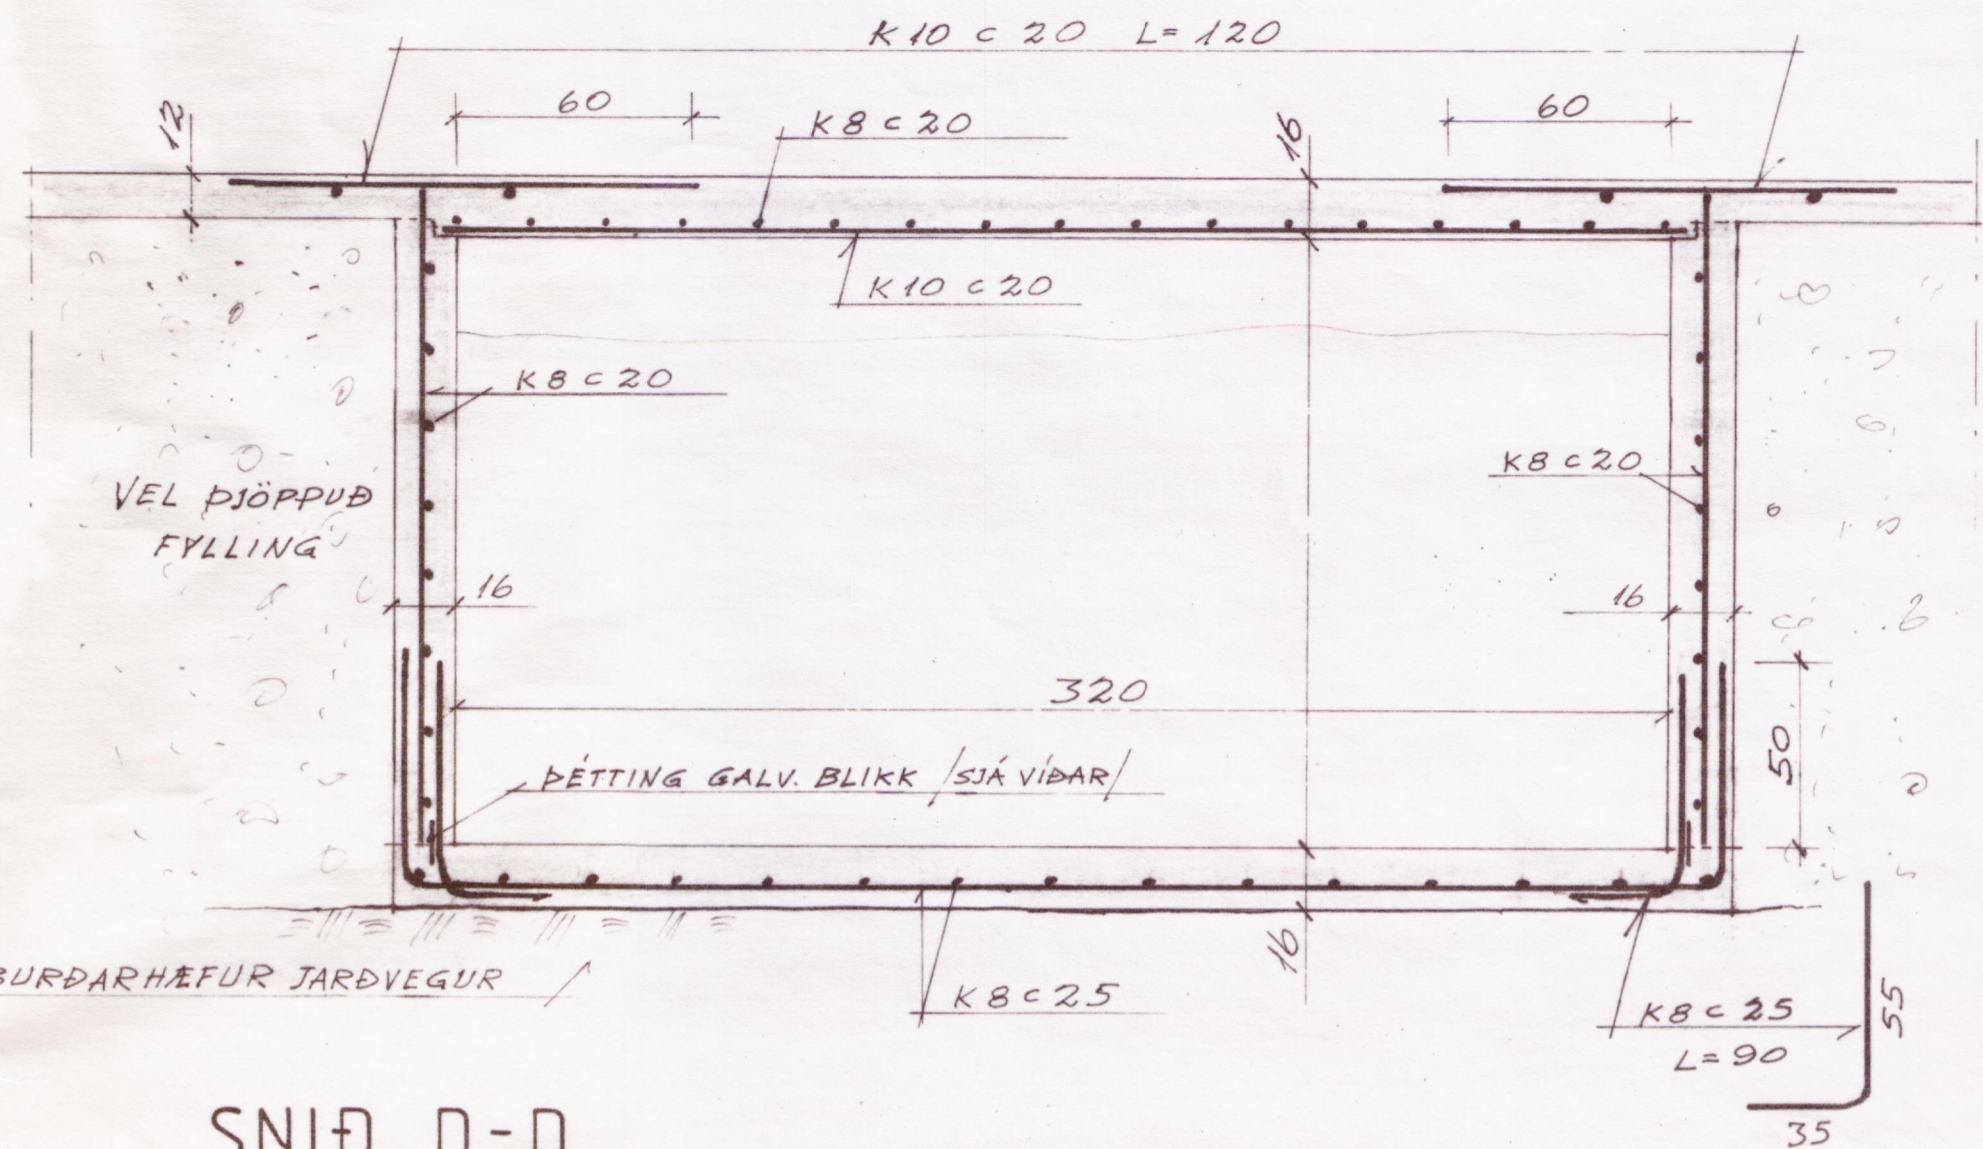 K10 c 20 L=120
60
60
12
K8 c 20
16
K10 c 20
K8 c 20
K8 c 20
VEL ÞJÖPPUÐ
FYLLING
16
16
320
50
ÞÉTTING GALV. BLIKK /SJÁ VÍÐAR/
16
BURÐARHÆFUR JARÐVEGUR
K8 c 25
K8 c 25
L=90
55
35
SNIÐ D-D